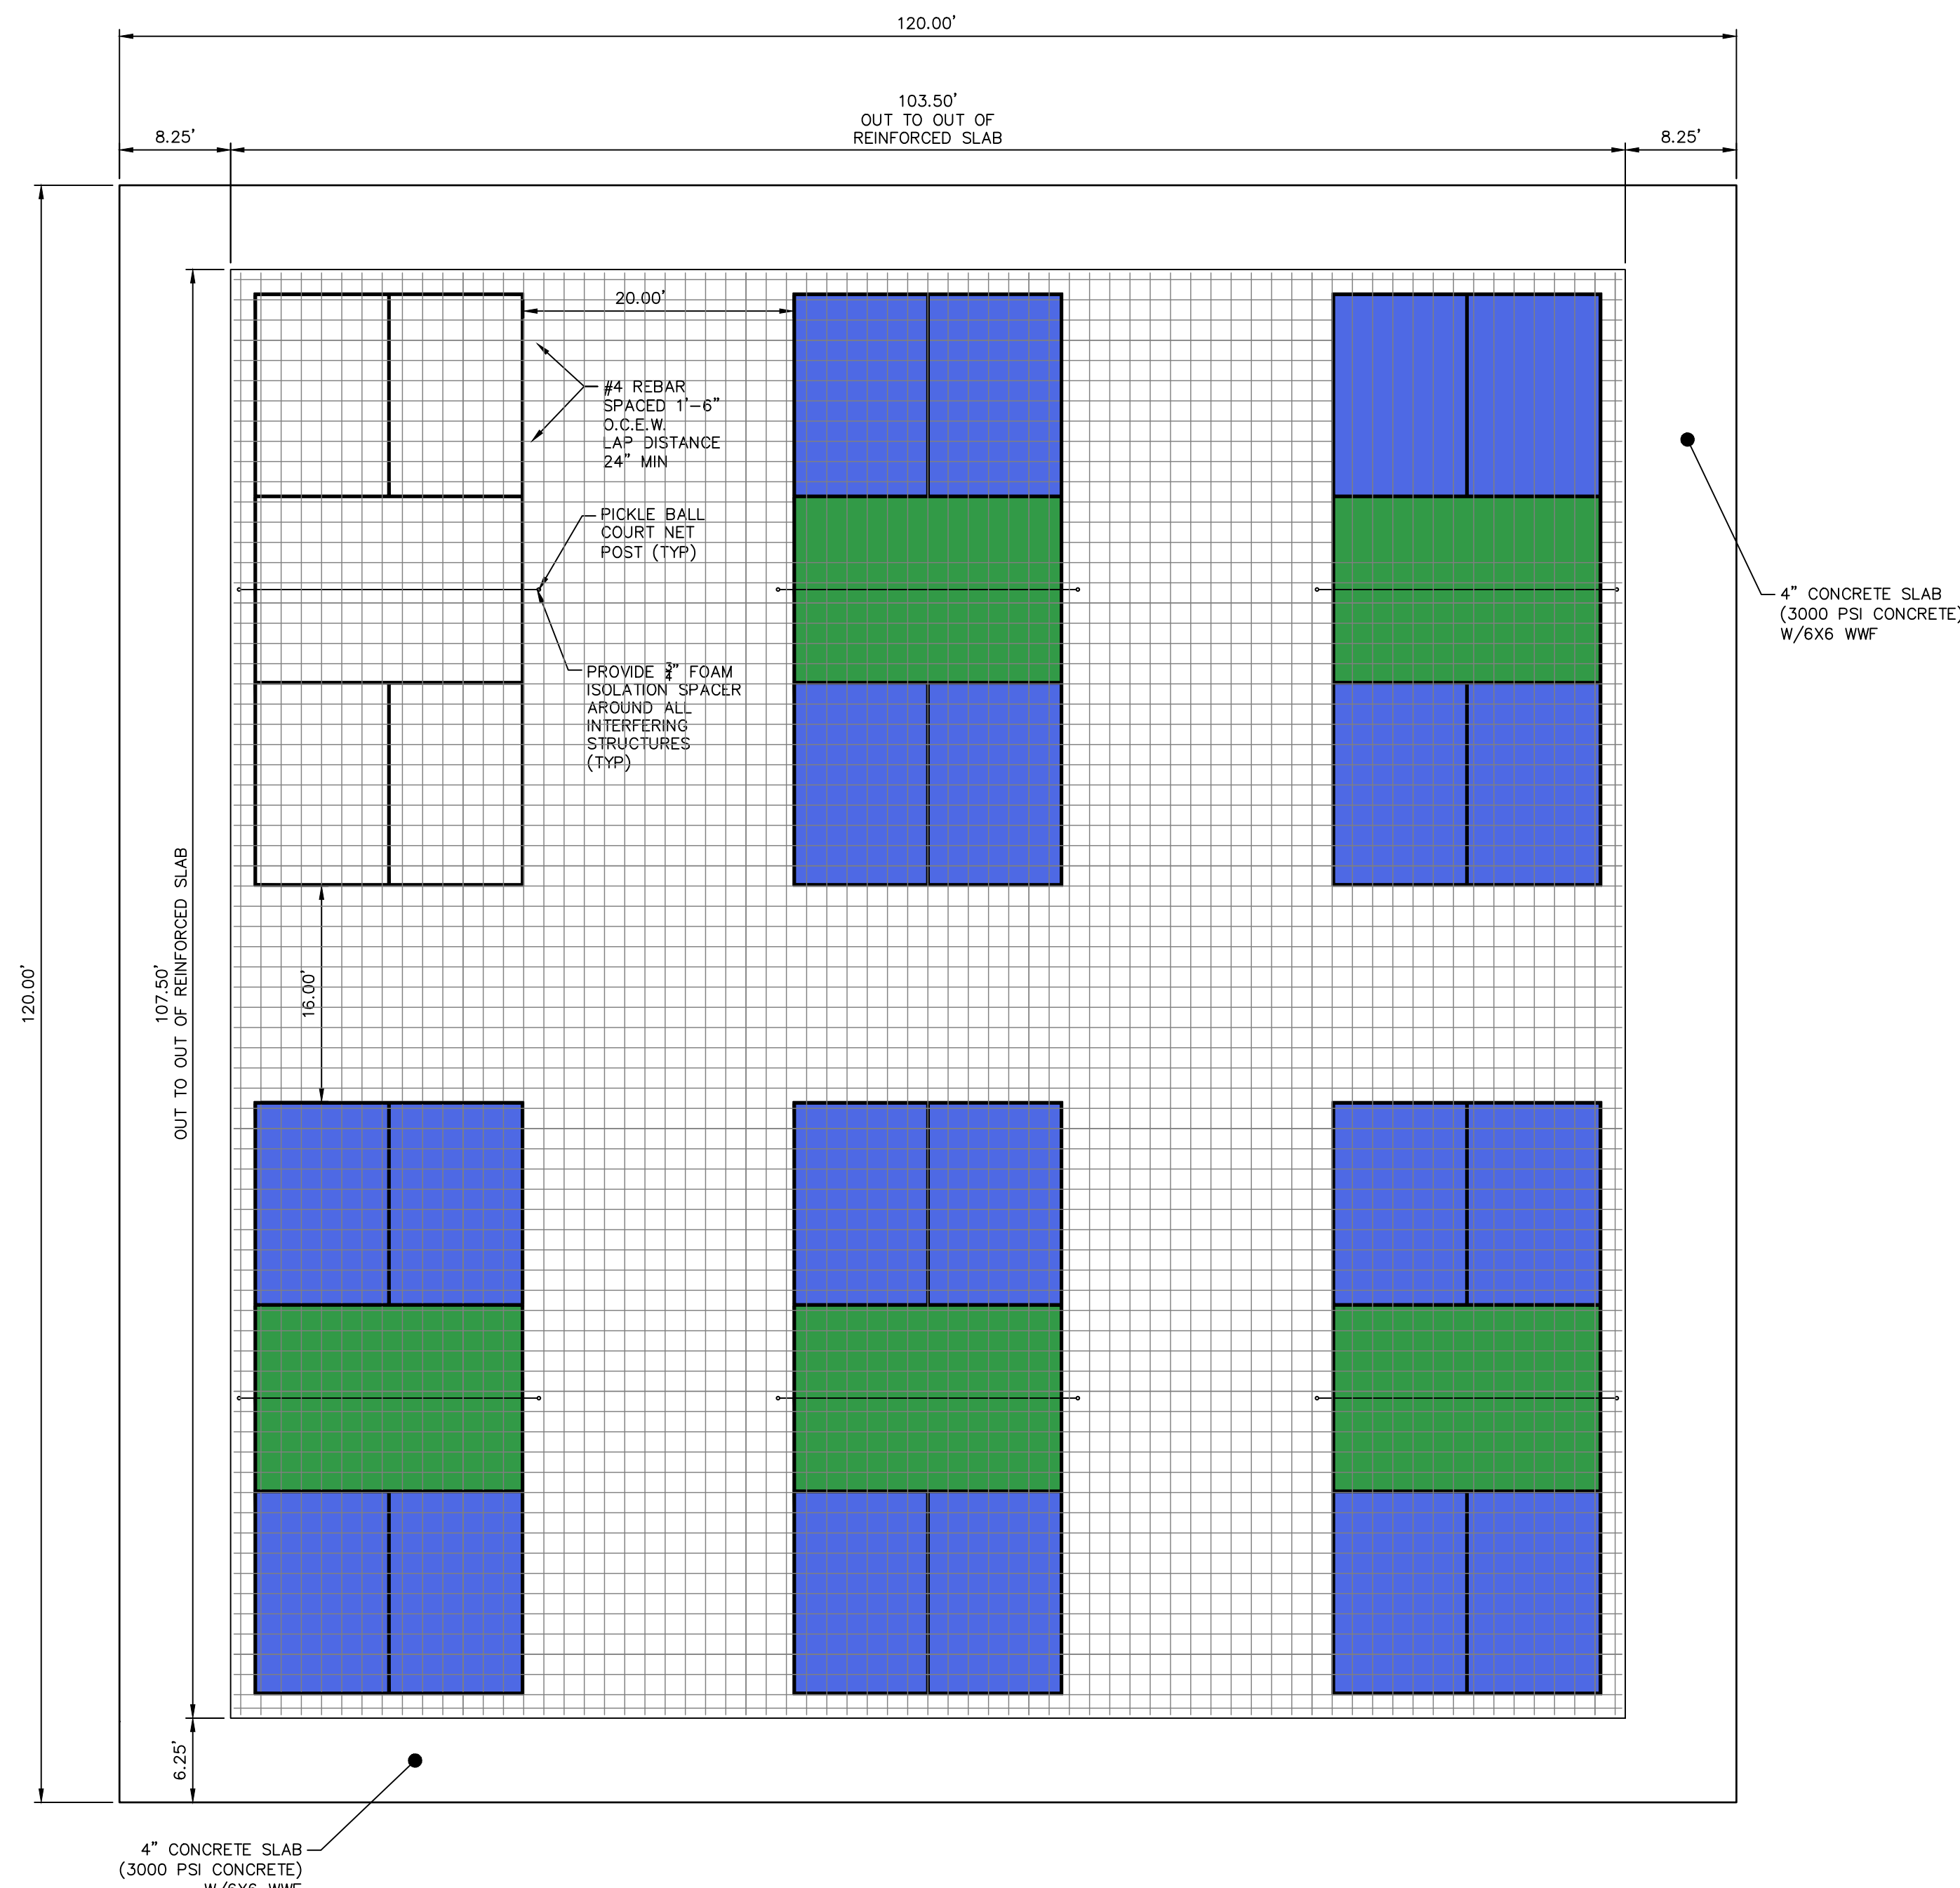 120.00'
103.50'
OUT TO OUT OF
REINFORCED SLAB
8.25'
8.25'
20.00'
#4 REBAR
SPACED 1'-6"
O.C.E.W.
LAP DISTANCE
24" MIN
PICKLE BALL
COURT NET
POST (TYP)
4" CONCRETE SLAB
(3000 PSI CONCRETE)
W/6X6 WWF
PROVIDE 3/4" FOAM
ISOLATION SPACER
AROUND ALL
INTERFERING
STRUCTURES
(TYP)
120.00'
107.50'
OUT TO OUT OF REINFORCED SLAB
16.00'
6.25'
4" CONCRETE SLAB
(3000 PSI CONCRETE)
W/6X6 WWF